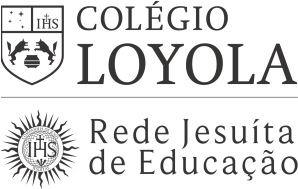 IHS
COLÉGIO
LOYOLA
IHS
Rede Jesuíta
de Educação